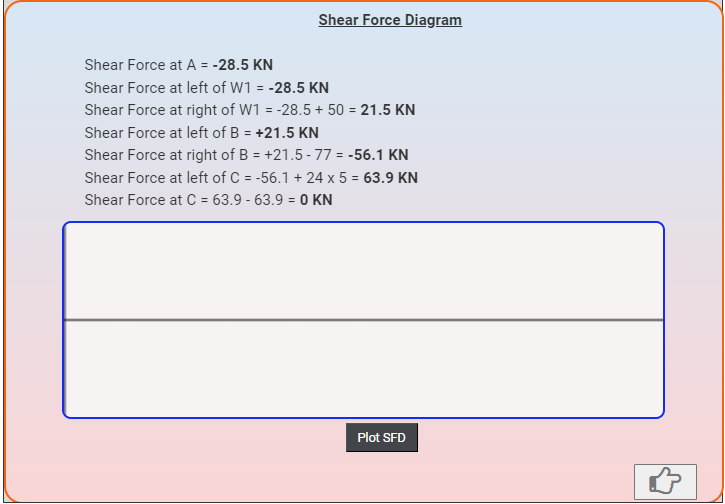 Shear Force Diagram
Shear Force at A = -28.5 KN
Shear Force at left of W1 = -28.5 KN
Shear Force at right of W1 = -28.5 + 50 = 21.5 KN
Shear Force at left of B = +21.5 KN
Shear Force at right of B = +21.5 - 77 = -56.1 KN
Shear Force at left of C = -56.1 + 24 x 5 = 63.9 KN
Shear Force at C = 63.9 - 63.9 = 0 KN
Plot SFD